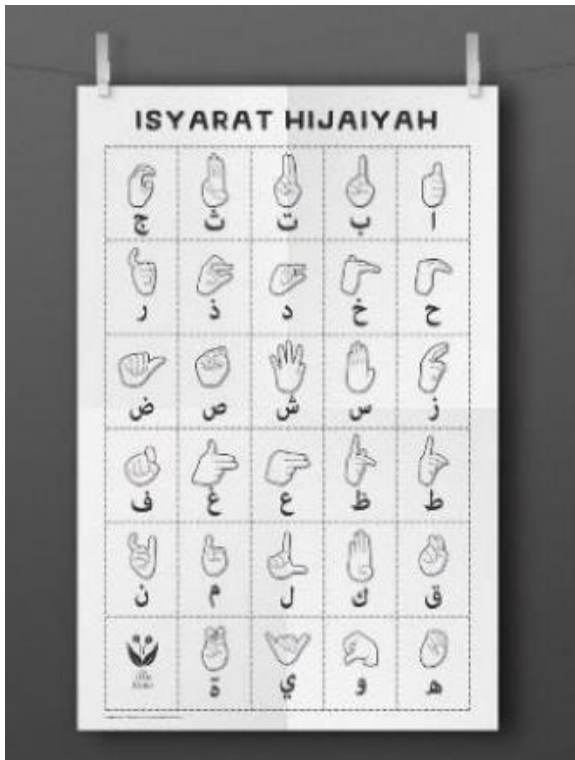 ISYARAT HIJAIYAH
ا ب ت ث ج
ح خ د ذ ر
ز س ش ص ض
ط ظ ع غ ف
ق ك ل م ن
ه و ي ة